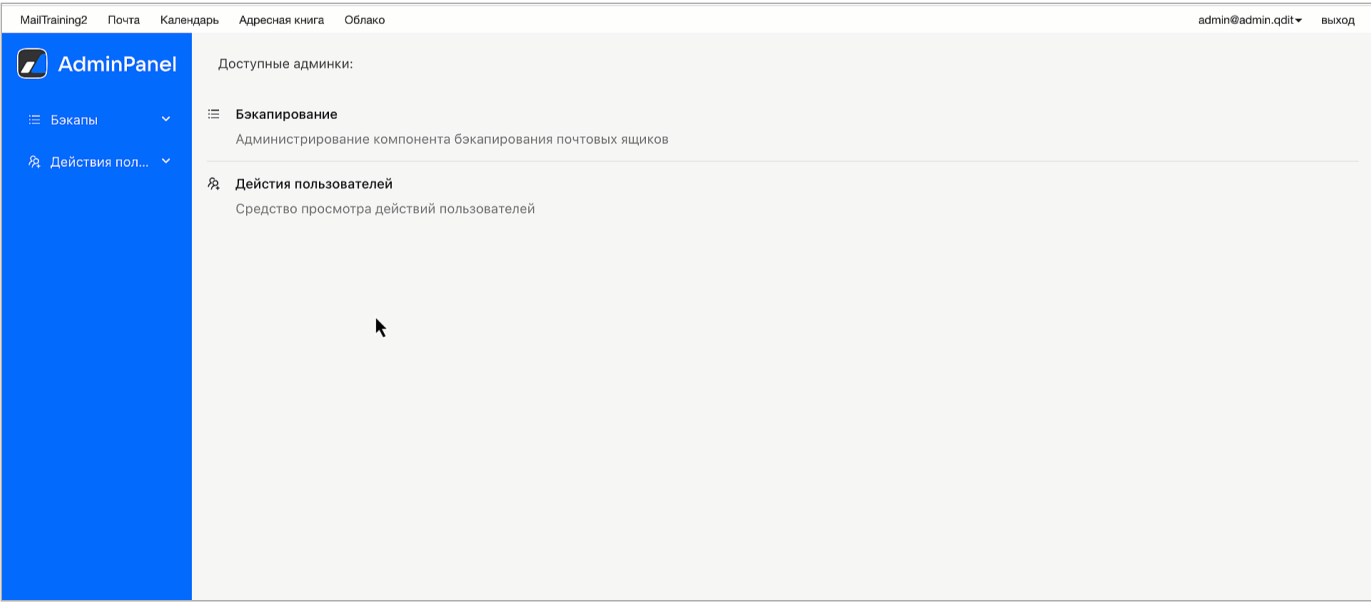 MailTraining2 Почта Календарь Адресная книга Облако admin@admin.qdit выход
AdminPanel
Доступные админки:
Бэкапы
Действия пол...
Бэкапирование
Администрирование компонента бэкапирования почтовых ящиков
Дейстия пользователей
Средство просмотра действий пользователей